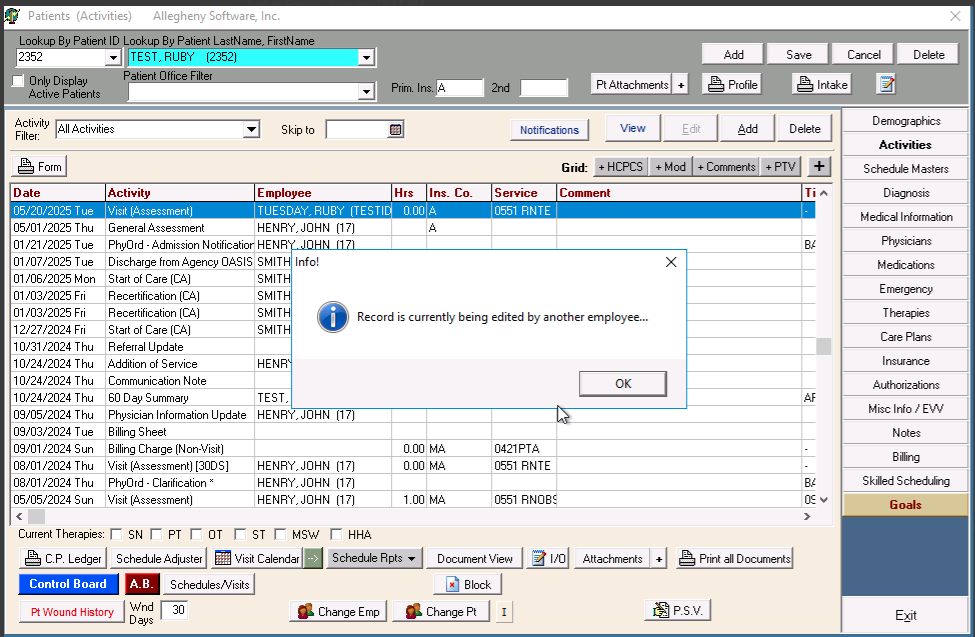 Patients (Activities) Allegheny Software, Inc.
Lookup By Patient ID Lookup By Patient LastName, FirstName
2352 TEST, RUBY (2352) Add Save Cancel Delete
Only Display Active Patients
Patient Office Filter
Prim. Ins. A 2nd Pt Attachments + Profile Intake
Activity Filter: All Activities Skip to Notifications View Edit Add Delete
Form Grid: + HCPCS + Mod + Comments + PTV +
Date Activity Employee Hrs Ins. Co. Service Comment Ti
05/20/2025 Tue Visit (Assessment) TUESDAY, RUBY (TESTID 0.00 A 0551 RNTE -
05/01/2025 Thu General Assessment HENRY, JOHN (17) A
01/21/2025 Tue PhyOrd - Admission Notification HENRY, JOHN (17)
01/07/2025 Tue Discharge from Agency OASIS SMITH
01/06/2025 Mon Start of Care (CA) SMITH
01/03/2025 Fri Recertification (CA) SMITH
01/03/2025 Fri Recertification (CA) SMITH
12/27/2024 Fri Start of Care (CA) SMITH
10/31/2024 Thu Referral Update
10/24/2024 Thu Addition of Service HENRY
10/24/2024 Thu Communication Note
10/24/2024 Thu 60 Day Summary TEST,
09/05/2024 Thu Physician Information Update HENRY, JOHN (17)
09/03/2024 Tue Billing Sheet
09/01/2024 Sun Billing Charge (Non-Visit) 0.00 MA 0421PTA -
08/01/2024 Thu Visit (Assessment) [30DS] HENRY, JOHN (17) 0.00 MA 0551 RNTE -
08/01/2024 Thu PhyOrd - Clarification * HENRY, JOHN (17)
05/05/2024 Sun Visit (Assessment) HENRY, JOHN (17) 1.00 MA 0551 RNOBS
Info!
Record is currently being edited by another employee...
OK
Current Therapies: SN PT OT ST MSW HHA
C.P. Ledger Schedule Adjuster Visit Calendar -> Schedule Rpts Document View I/O Attachments + Print all Documents
Control Board A.B. Schedules/Visits Block
Pt Wound History Wnd Days 30 Change Emp Change Pt I P.S.V.
Demographics
Activities
Schedule Masters
Diagnosis
Medical Information
Physicians
Medications
Emergency
Therapies
Care Plans
Insurance
Authorizations
Misc Info / EVV
Notes
Billing
Skilled Scheduling
Goals
Exit